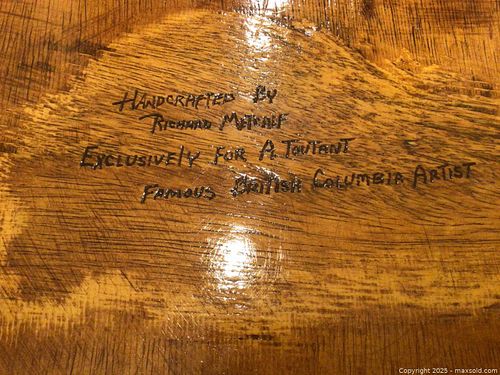 Handcrafted By
Richard Metcalf
Exclusively For A. Toutant
Famous British Columbia Artist
Copyright 2025 - maxsold.com